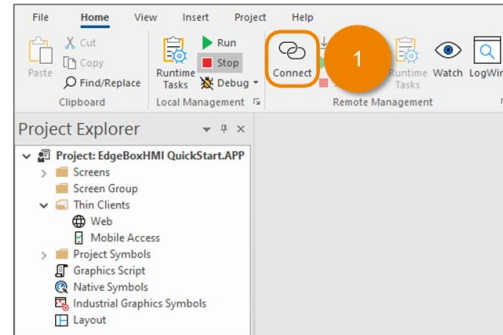 File Home View Insert Project Help
Cut
Copy
Find/Replace
Paste
Clipboard
Run
Stop
Debug
Runtime
Tasks
Local Management
Connect
1
Runtime
Tasks
Watch
LogWin
Remote Management
Project Explorer
Project: EdgeBoxHMI QuickStart.APP
Screens
Screen Group
Thin Clients
Web
Mobile Access
Project Symbols
Graphics Script
Native Symbols
Industrial Graphics Symbols
Layout